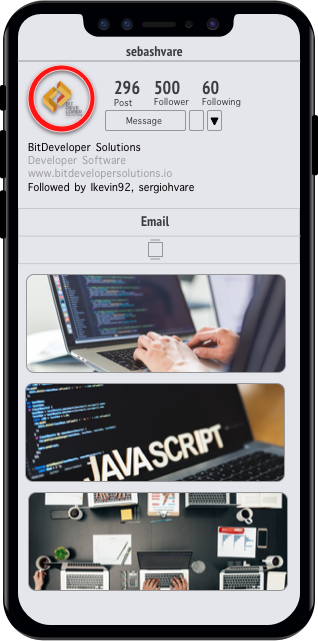 sebashvare
296 500 60
Post Follower Following
Message
BitDeveloper Solutions
Developer Software
www.bitdevelopersolutions.io
Followed by lkevin92, sergiohvare
Email
JAVASCRIPT